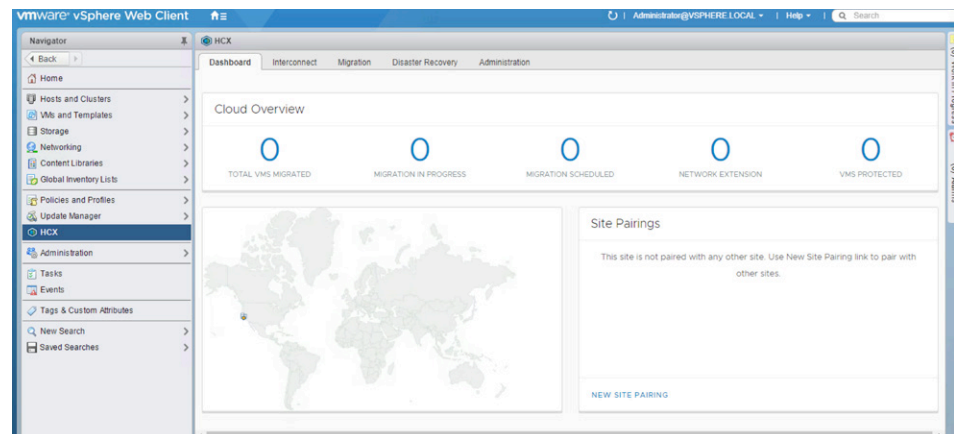 vmware® vSphere Web Client
Administrator@VSPHERE.LOCAL
Help
Search
Navigator
Back
Home
Hosts and Clusters
VMs and Templates
Storage
Networking
Content Libraries
Global Inventory Lists
Policies and Profiles
Update Manager
HCX
Administration
Tasks
Events
Tags & Custom Attributes
New Search
Saved Searches
HCX
Dashboard Interconnect Migration Disaster Recovery Administration
Cloud Overview
0 0 0 0 0
TOTAL VMS MIGRATED MIGRATION IN PROGRESS MIGRATION SCHEDULED NETWORK EXTENSION VMS PROTECTED
Site Pairings
This site is not paired with any other site. Use New Site Pairing link to pair with
other sites.
NEW SITE PAIRING